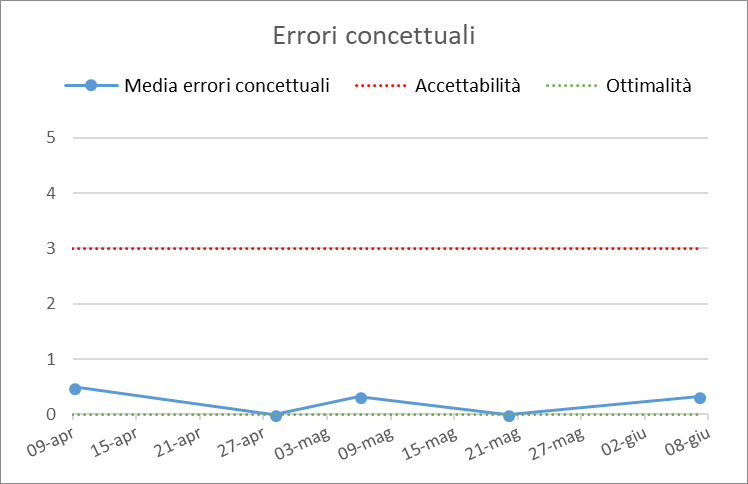 Errori concettuali
Media errori concettuali Accettabilità Ottimalità
5
4
3
2
1
0
09-apr 15-apr 21-apr 27-apr 03-mag 09-mag 15-mag 21-mag 27-mag 02-giu 08-giu